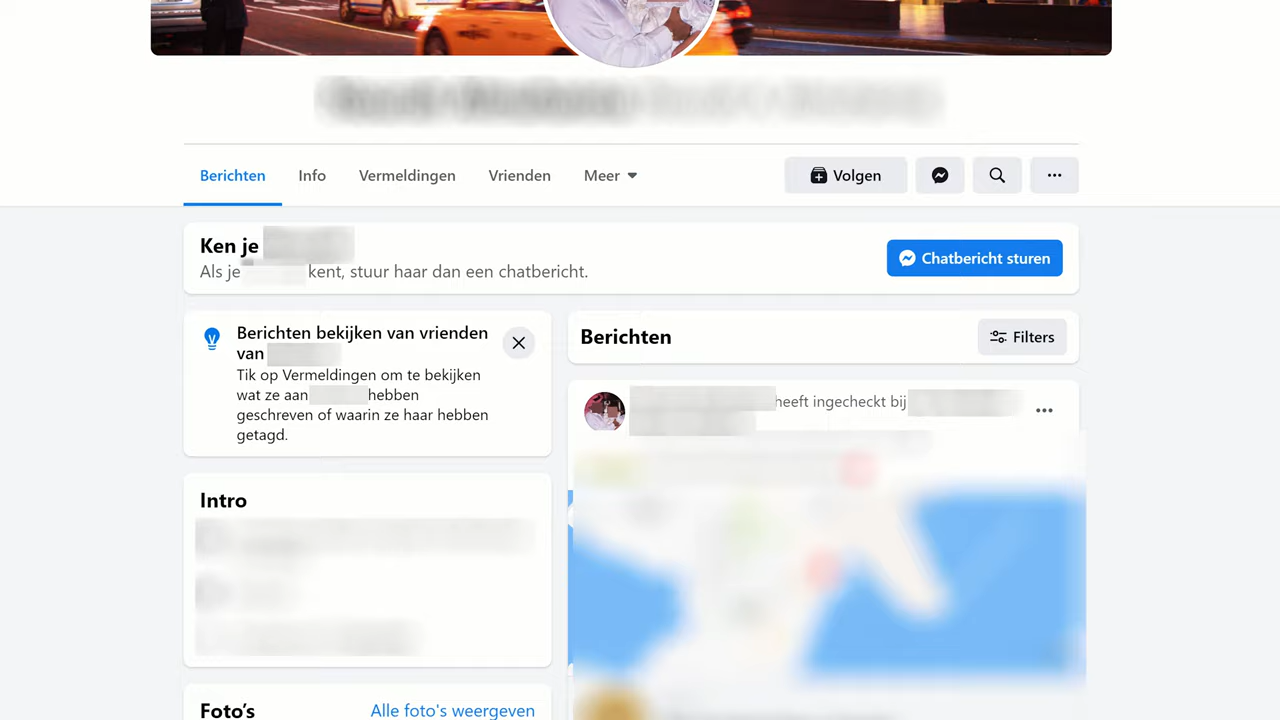 Berichten
Info
Vermeldingen
Vrienden
Meer
Volgen
Ken je
Als je kent, stuur haar dan een chatbericht.
Chatbericht sturen
Berichten bekijken van vrienden
van
Tik op Vermeldingen om te bekijken
wat ze aan hebben
geschreven of waarin ze haar hebben
getagd.
Intro
Foto's
Alle foto's weergeven
Berichten
Filters
heeft ingecheckt bij